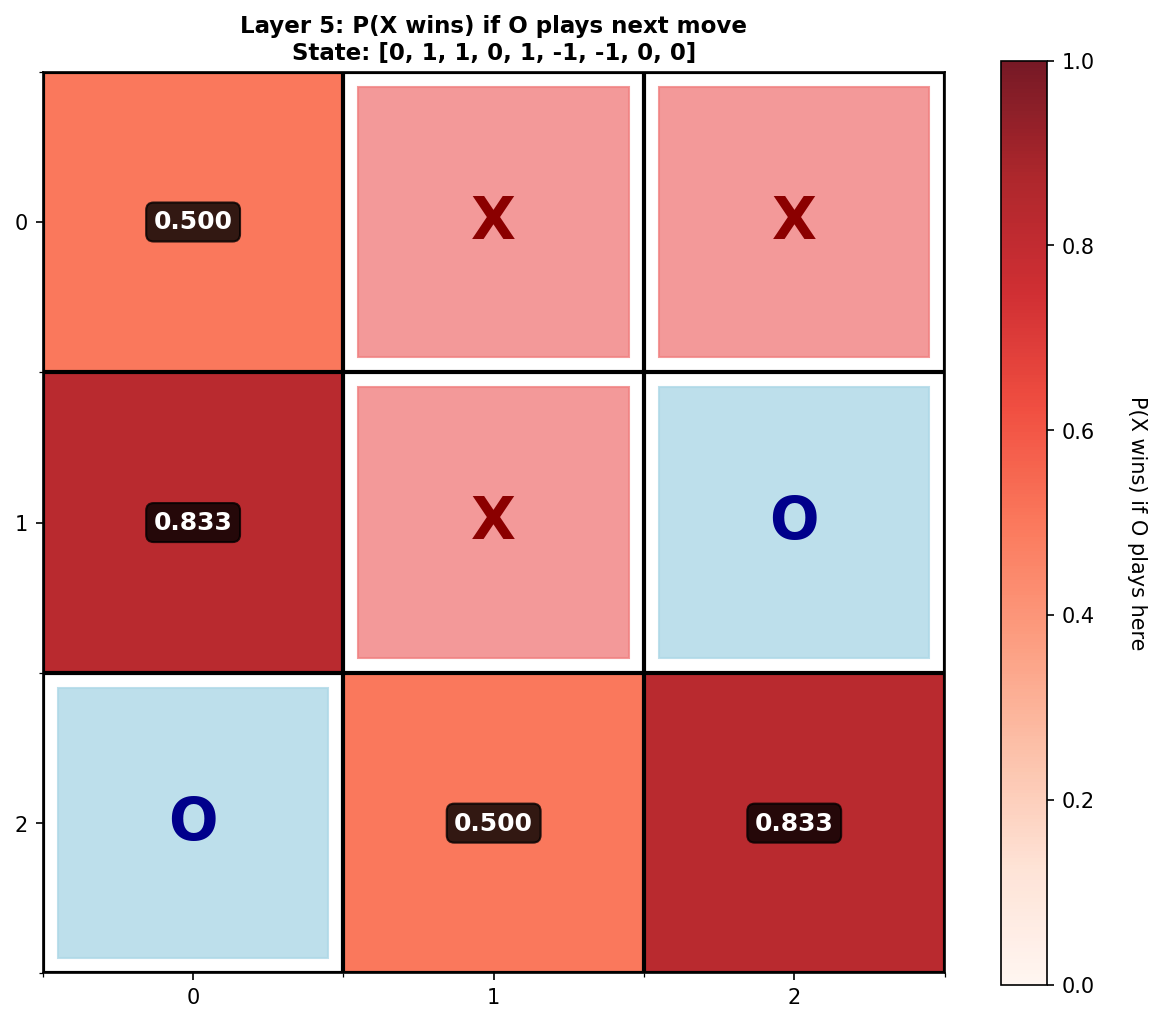 Layer 5: P(X wins) if O plays next move
State: [0, 1, 1, 0, 1, -1, -1, 0, 0]
0
0.500
X
X
1
0.833
X
O
2
O
0.500
0.833
0
1
2
1.0
0.8
0.6
0.4
0.2
0.0
P(X wins) if O plays here